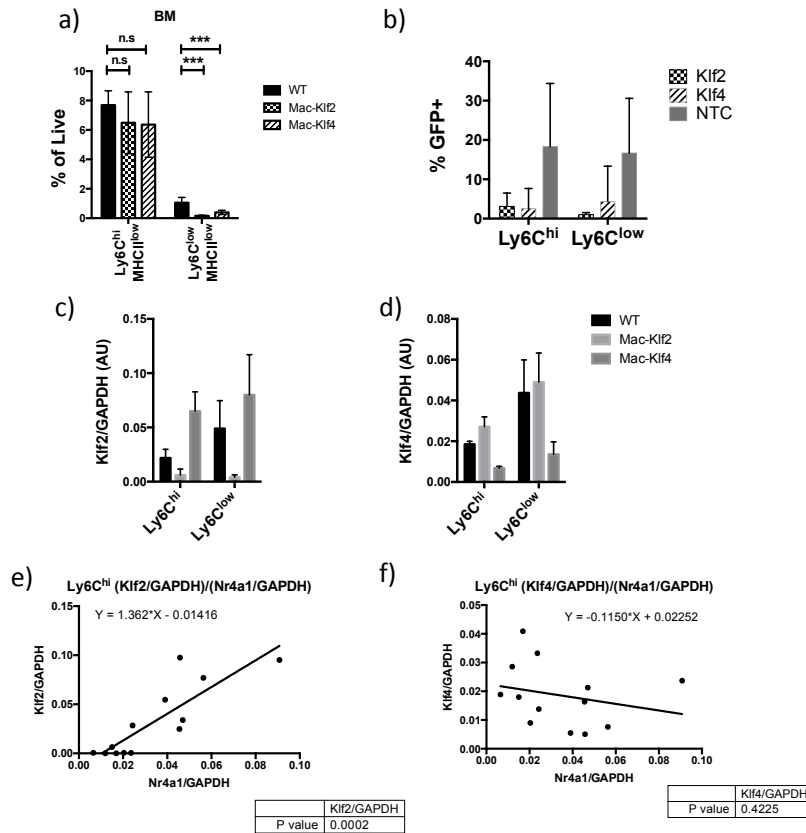 a)
BM
n.s
n.s
***
***
WT
Mac-Klf2
Mac-Klf4
% of Live
10
8
6
4
2
0
Ly6Chi
MHCIIlow
Ly6Clow
MHCIIlow
b)
Klf2
Klf4
NTC
% GFP+
40
30
20
10
0
Ly6Chi
Ly6Clow
c)
Klf2/GAPDH (AU)
0.15
0.10
0.05
0.00
Ly6Chi
Ly6Clow
d)
WT
Mac-Klf2
Mac-Klf4
Klf4/GAPDH (AU)
0.08
0.06
0.04
0.02
0.00
Ly6Chi
Ly6Clow
e)
Ly6Chi (Klf2/GAPDH)/(Nr4a1/GAPDH)
Y = 1.362*X - 0.01416
Klf2/GAPDH
0.15
0.10
0.05
0.00
0.00 0.02 0.04 0.06 0.08 0.10
Nr4a1/GAPDH
Klf2/GAPDH
P value 0.0002
f)
Ly6Chi (Klf4/GAPDH)/(Nr4a1/GAPDH)
Y = -0.1150*X + 0.02252
Klf4/GAPDH
0.05
0.04
0.03
0.02
0.01
0.00
0.00 0.02 0.04 0.06 0.08 0.10
Nr4a1/GAPDH
Klf4/GAPDH
P value 0.4225